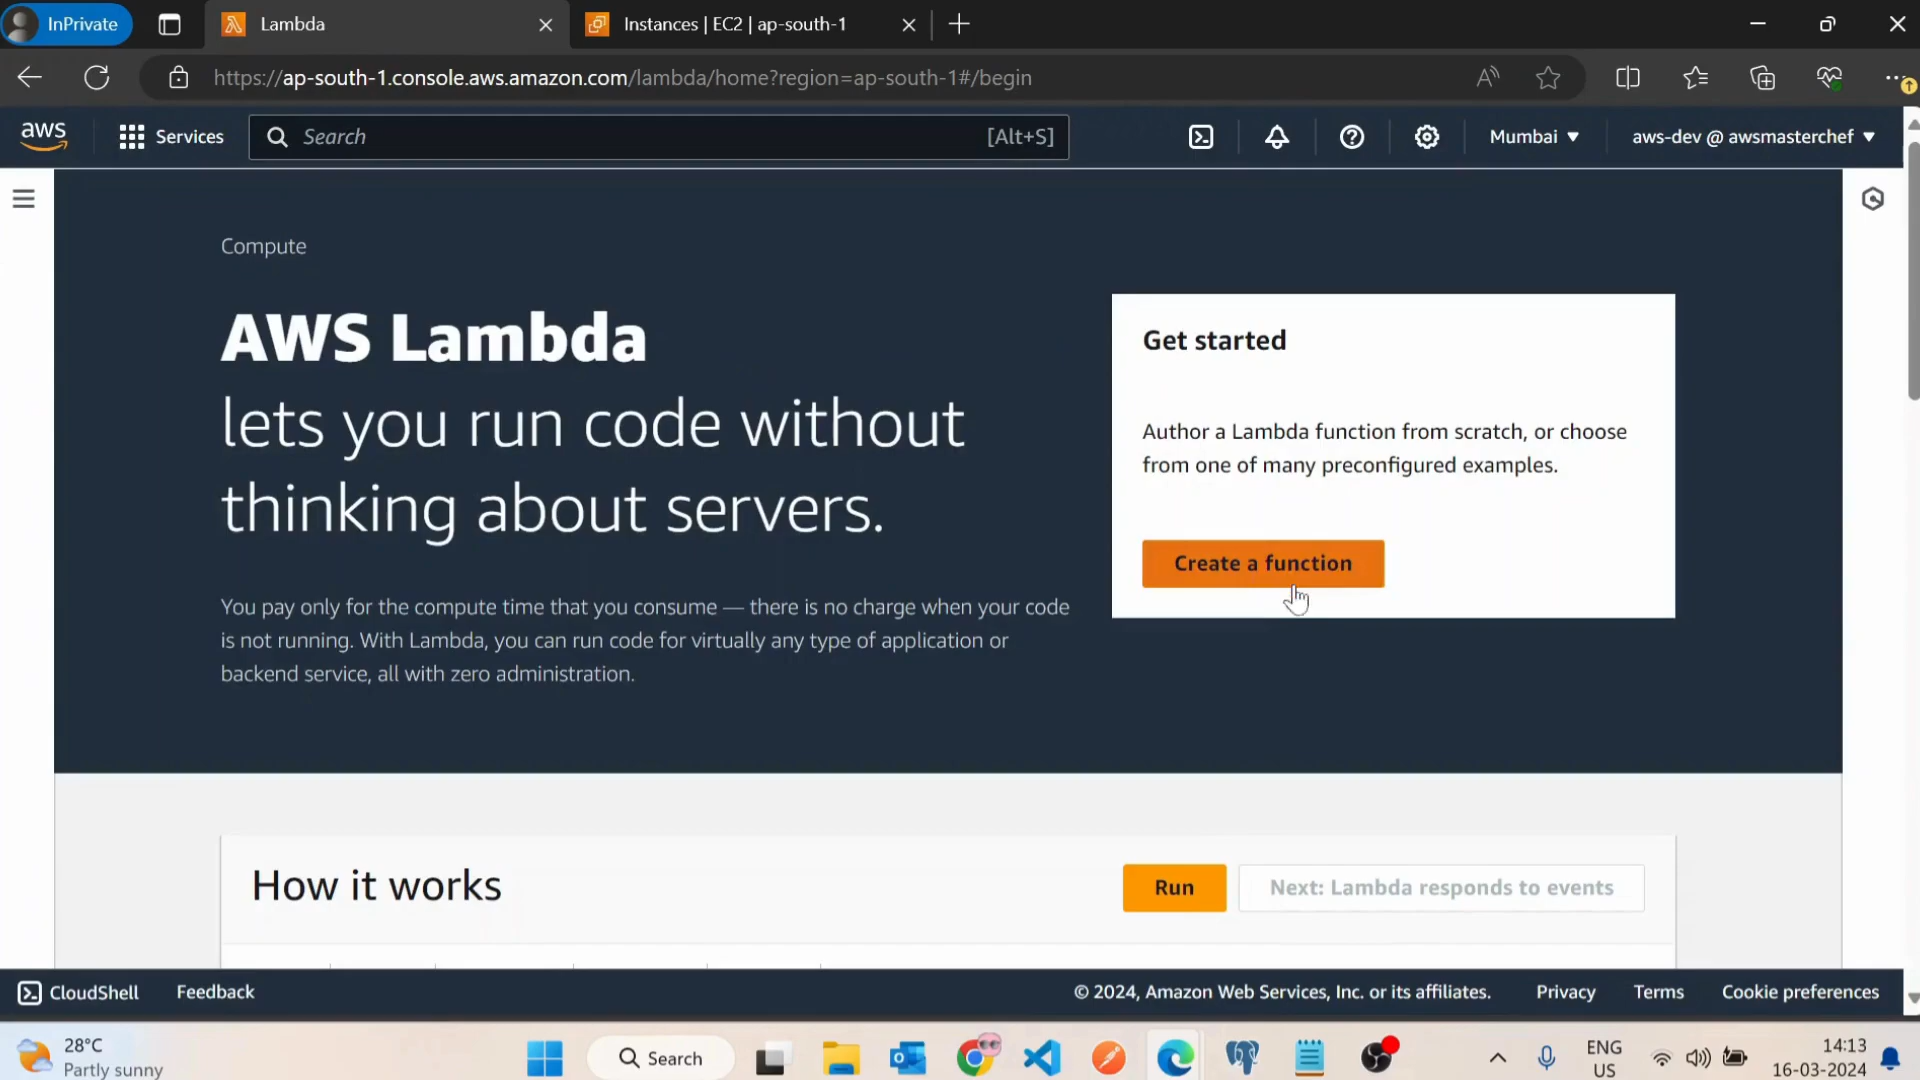 InPrivate
Lambda
Instances | EC2 | ap-south-1
https://ap-south-1.console.aws.amazon.com/lambda/home?region=ap-south-1#/begin
aws
Services
Search
[Alt+S]
Mumbai
aws-dev @ awsmasterchef
Compute
AWS Lambda
lets you run code without
thinking about servers.
You pay only for the compute time that you consume — there is no charge when your code
is not running. With Lambda, you can run code for virtually any type of application or
backend service, all with zero administration.
Get started
Author a Lambda function from scratch, or choose
from one of many preconfigured examples.
Create a function
How it works
Run
Next: Lambda responds to events
CloudShell
Feedback
© 2024, Amazon Web Services, Inc. or its affiliates.
Privacy
Terms
Cookie preferences
28°C
Partly sunny
Search
ENG
US
14:13
16-03-2024